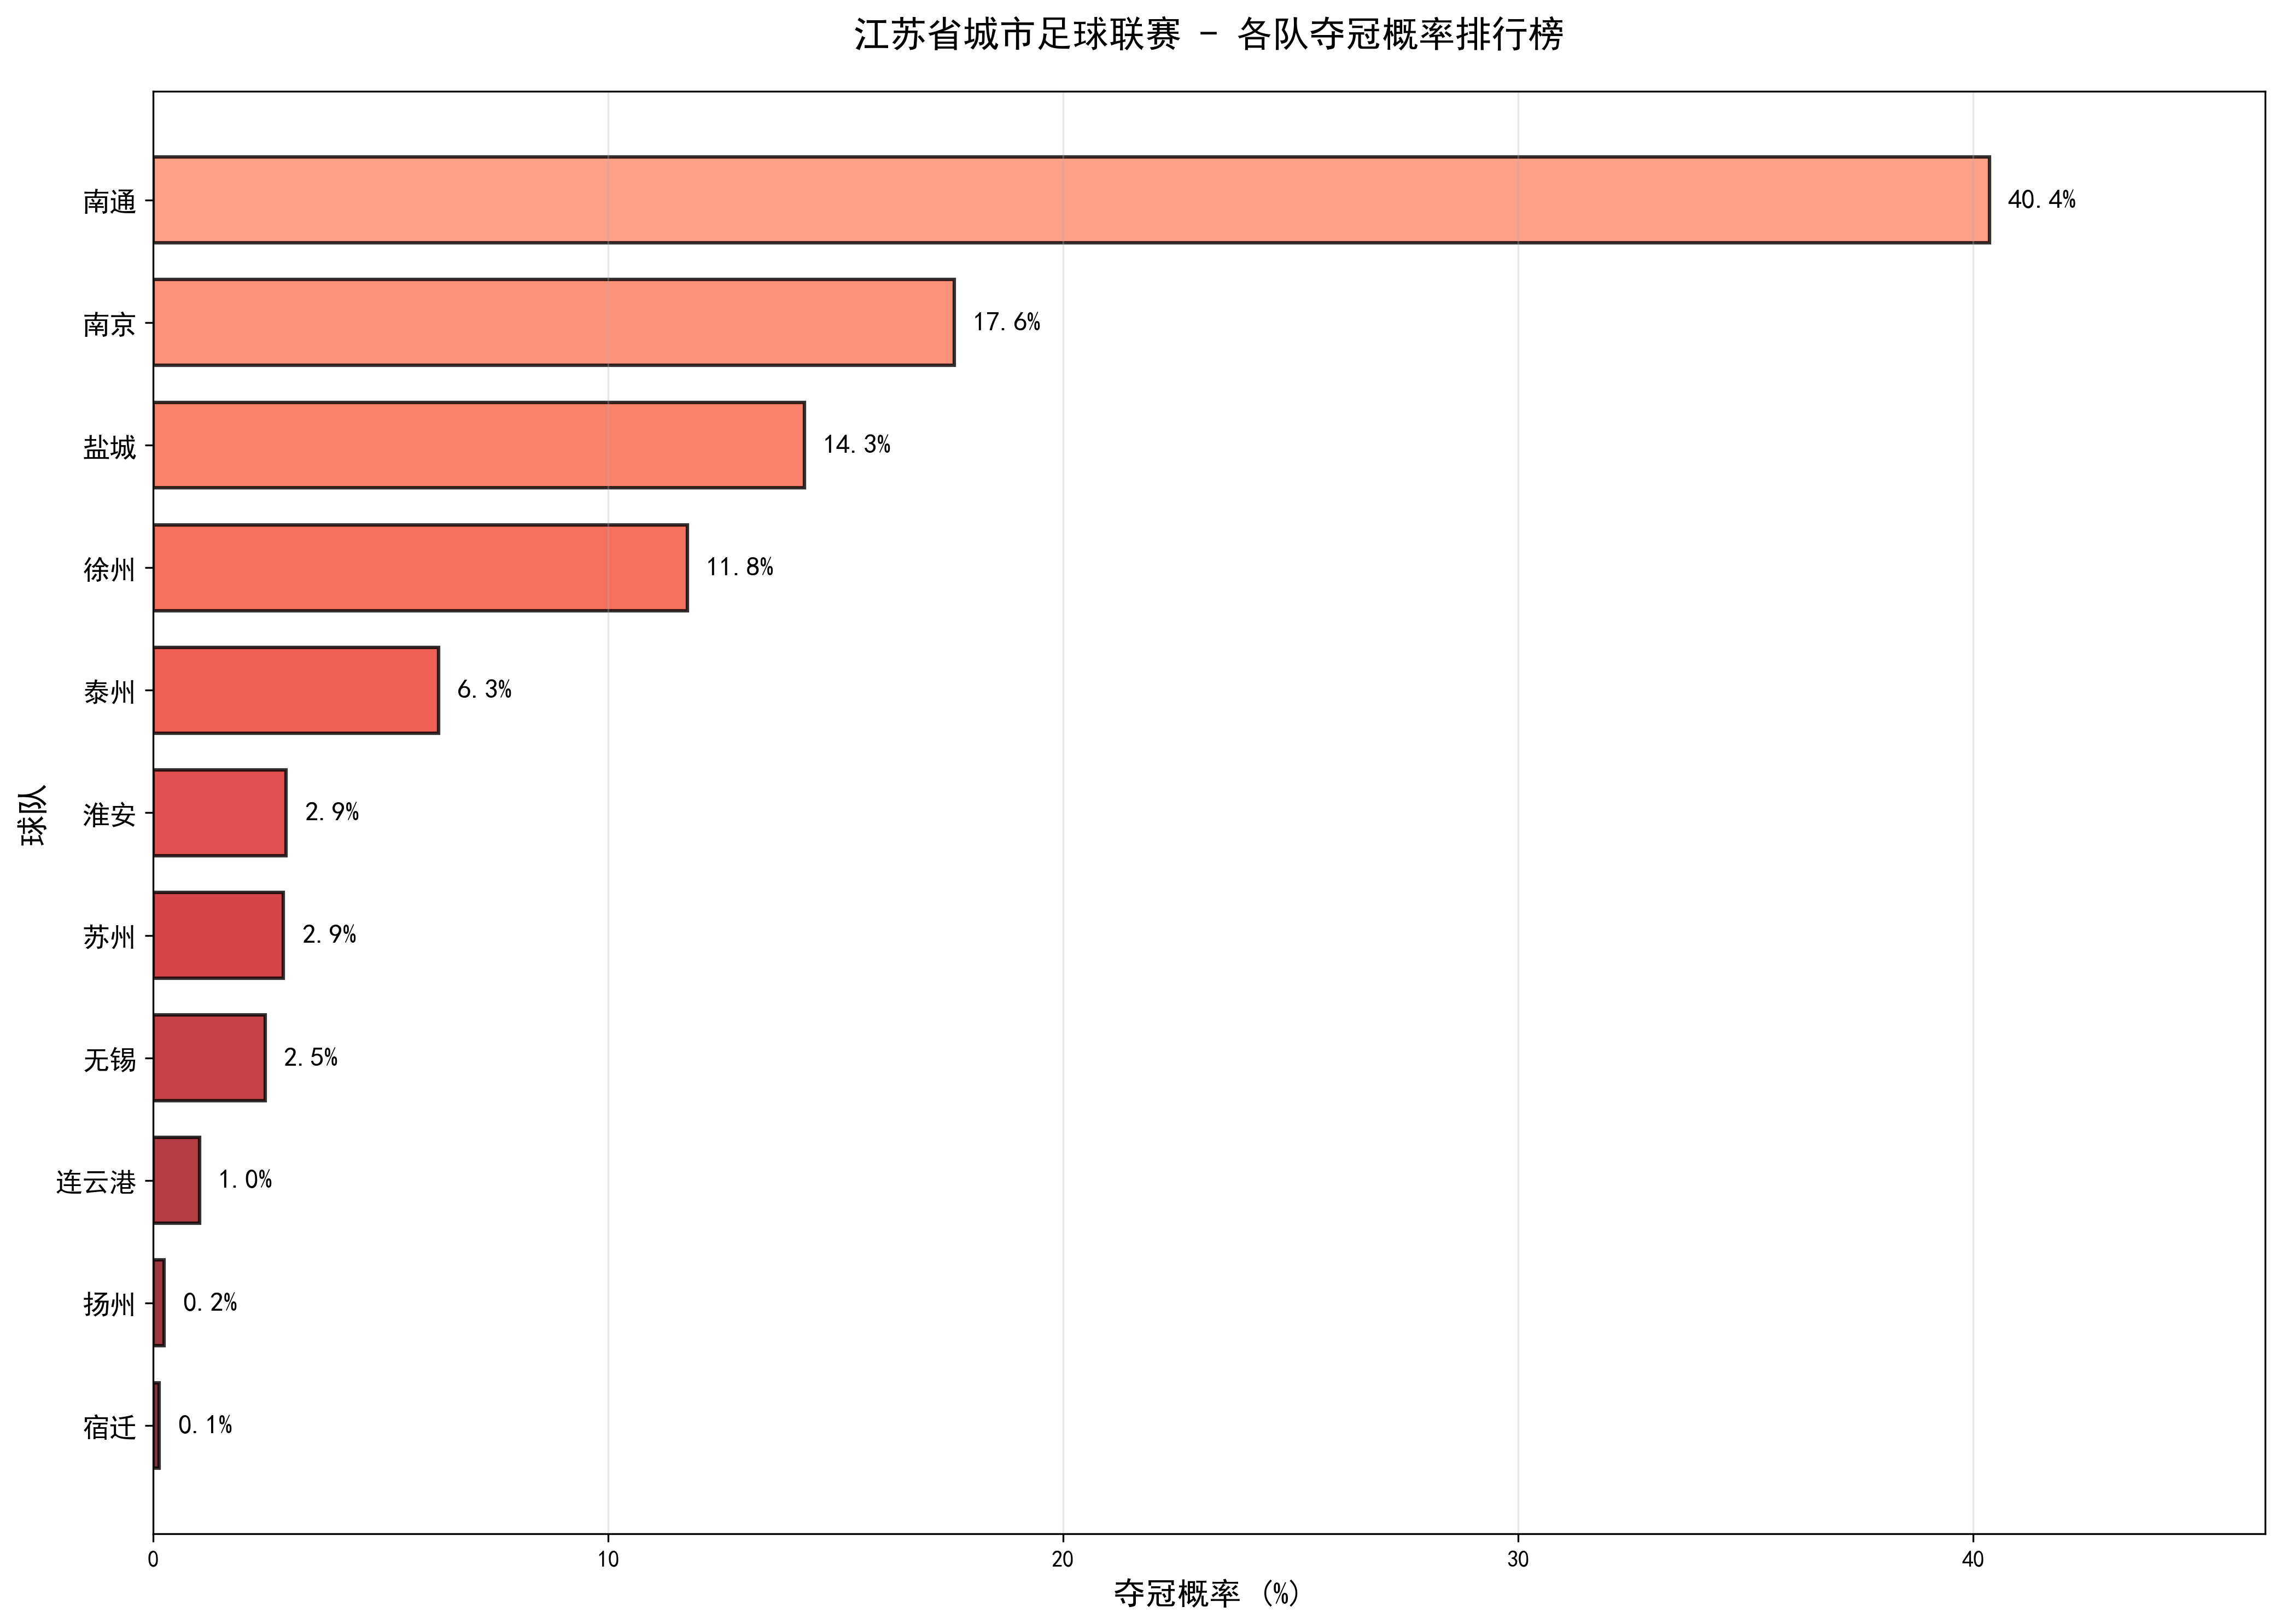 江苏省城市足球联赛 - 各队夺冠概率排行榜
南通 40.4%
南京 17.6%
盐城 14.3%
徐州 11.8%
泰州 6.3%
淮安 2.9%
苏州 2.9%
无锡 2.5%
连云港 1.0%
扬州 0.2%
宿迁 0.1%
球队
0 10 20 30 40
夺冠概率 (%)